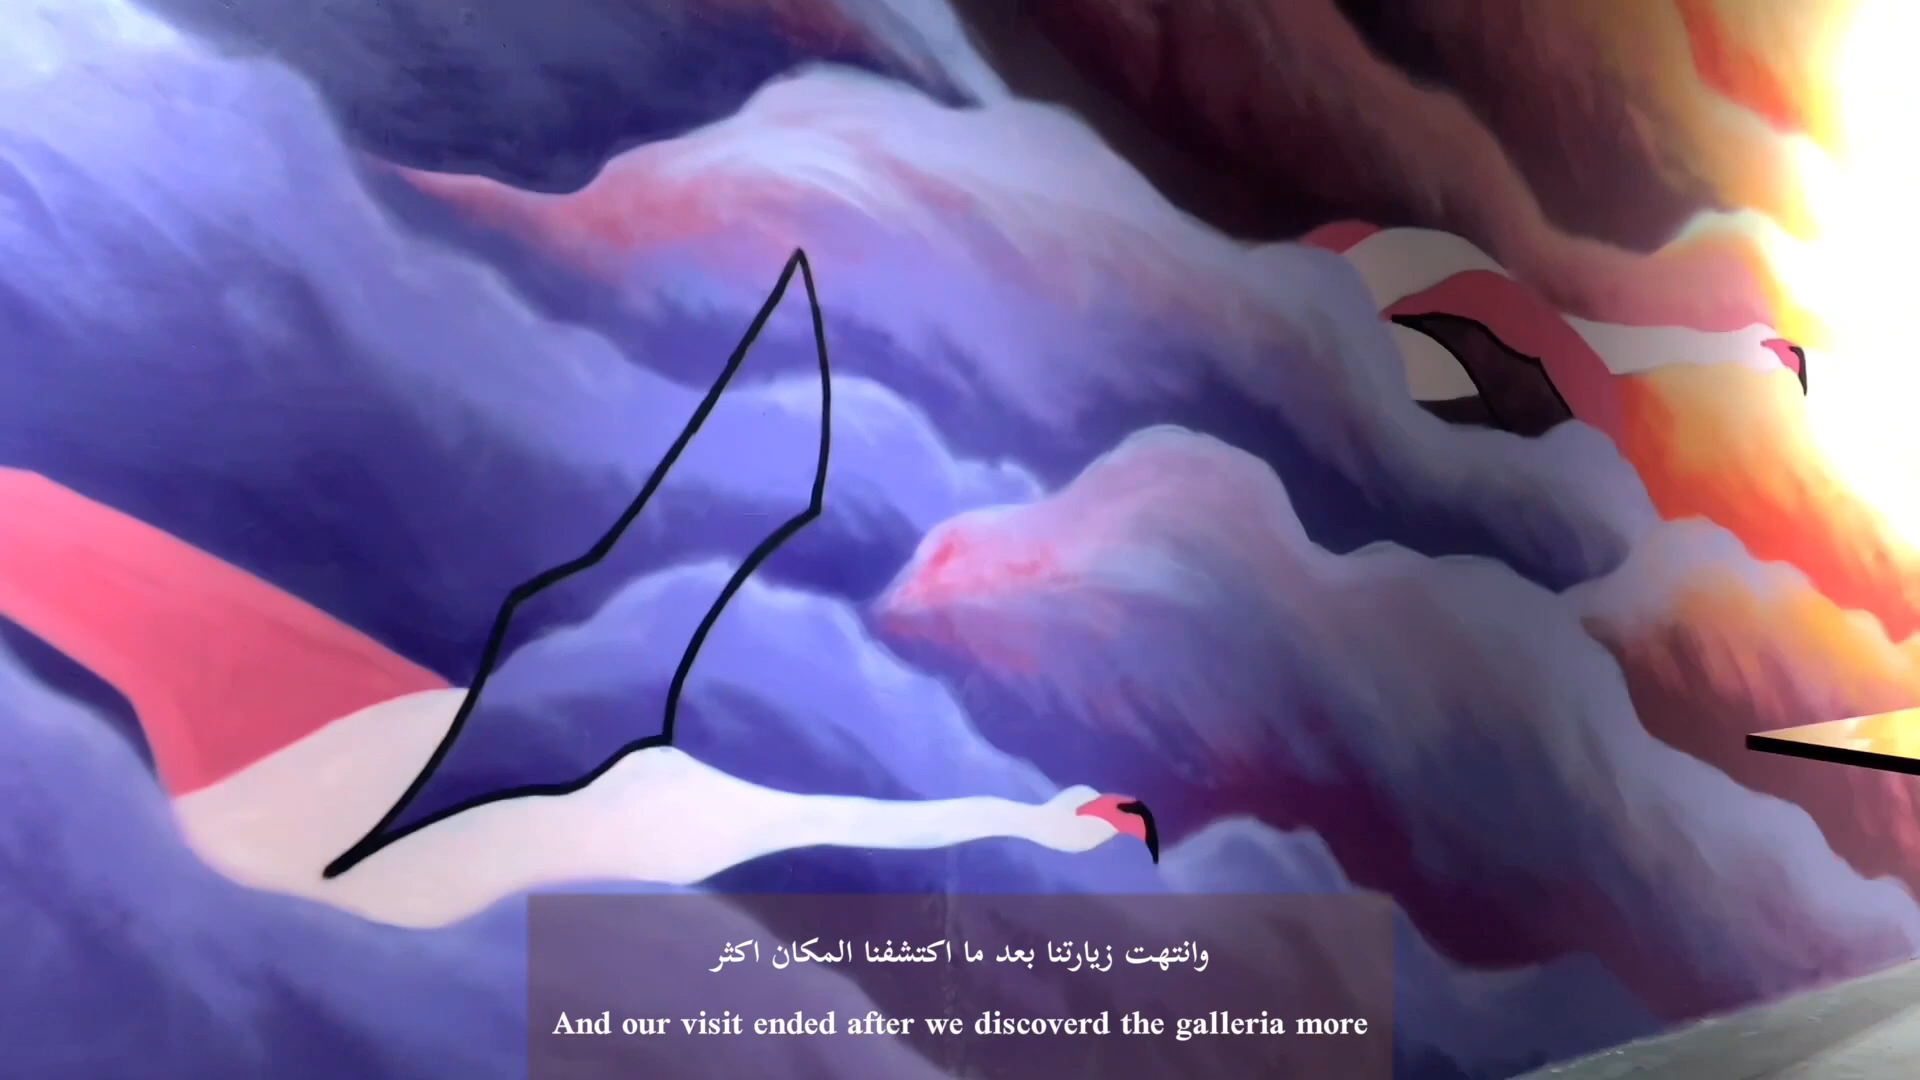 وانتهت زيارتنا بعد ما اكتشفنا المكان اكثر
And our visit ended after we discoverd the galleria more